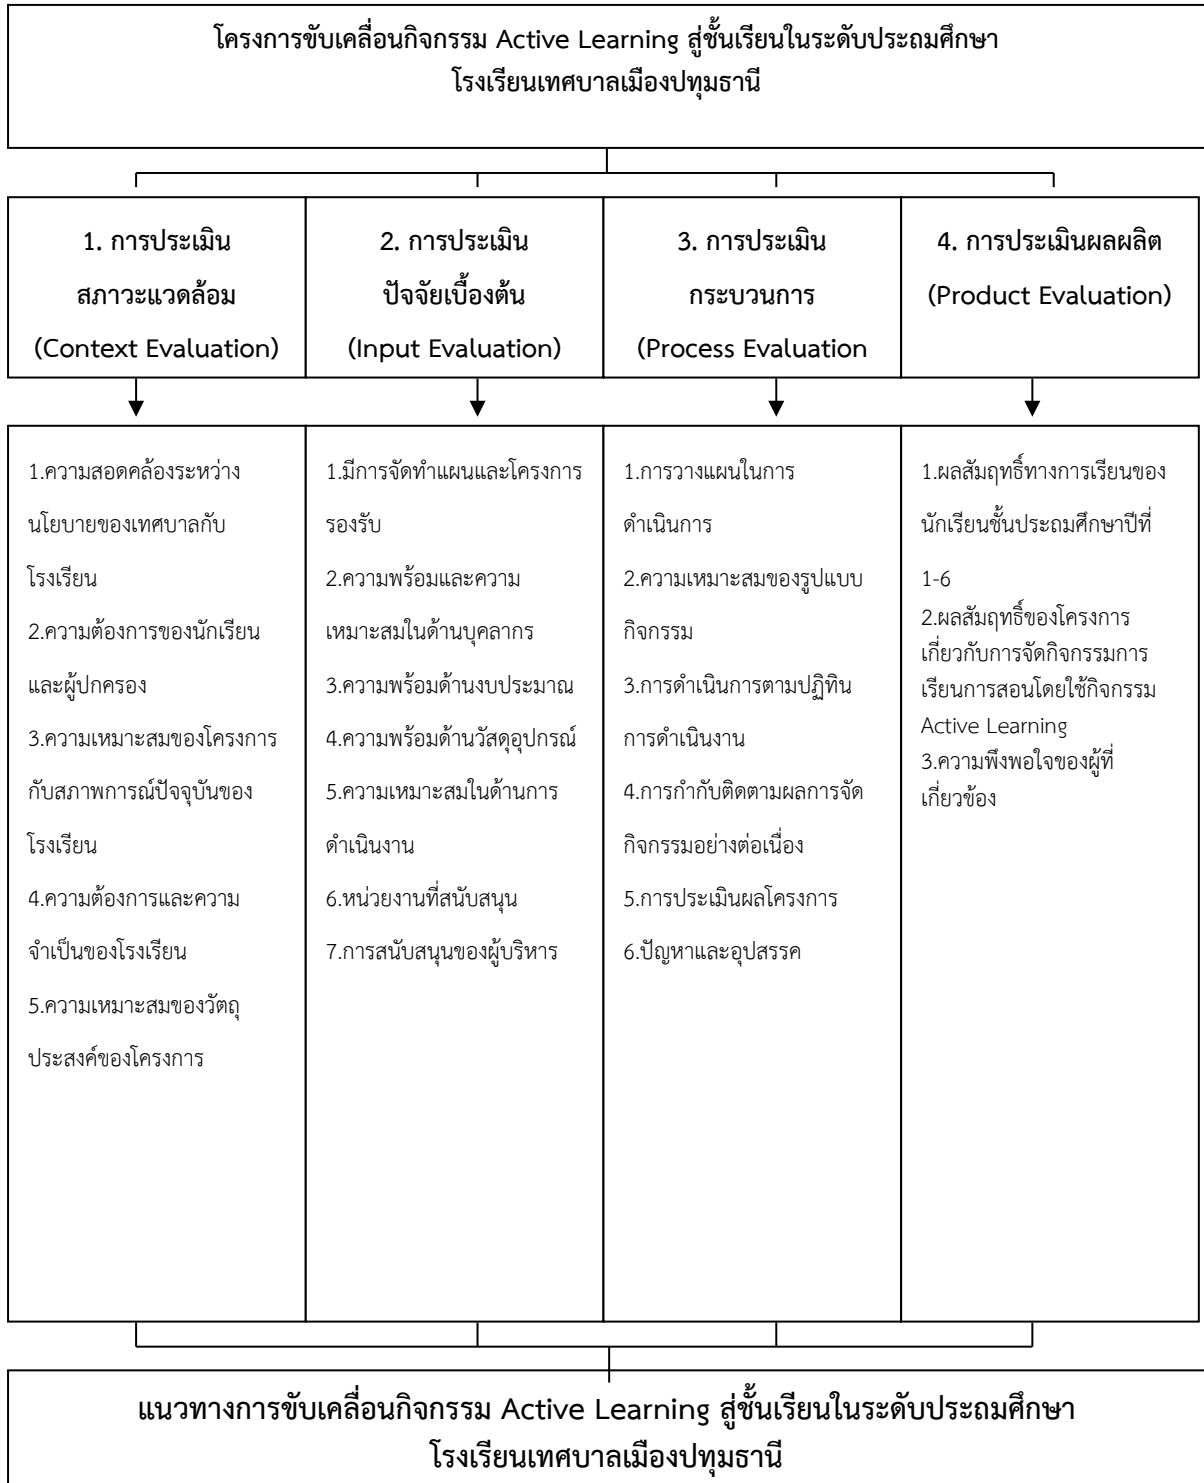 โครงการขับเคลื่อนกิจกรรม Active Learning สู่ชั้นเรียนในระดับประถมศึกษา
โรงเรียนเทศบาลเมืองปทุมธานี
1. การประเมิน
สภาวะแวดล้อม
(Context Evaluation)
2. การประเมิน
ปัจจัยเบื้องต้น
(Input Evaluation)
3. การประเมิน
กระบวนการ
(Process Evaluation
4. การประเมินผลผลิต
(Product Evaluation)
1.ความสอดคล้องระหว่าง
นโยบายของเทศบาลกับ
โรงเรียน
2.ความต้องการของนักเรียน
และผู้ปกครอง
3.ความเหมาะสมของโครงการ
กับสภาพการณ์ปัจจุบันของ
โรงเรียน
4.ความต้องการและความ
จำเป็นของโรงเรียน
5.ความเหมาะสมของวัตถุ
ประสงค์ของโครงการ
1.มีการจัดทำแผนและโครงการ
รองรับ
2.ความพร้อมและความ
เหมาะสมในด้านบุคลากร
3.ความพร้อมด้านงบประมาณ
4.ความพร้อมด้านวัสดุอุปกรณ์
5.ความเหมาะสมในด้านการ
ดำเนินงาน
6.หน่วยงานที่สนับสนุน
7.การสนับสนุนของผู้บริหาร
1.การวางแผนในการ
ดำเนินการ
2.ความเหมาะสมของรูปแบบ
กิจกรรม
3.การดำเนินการตามปฏิทิน
การดำเนินงาน
4.การกำกับติดตามผลการจัด
กิจกรรมอย่างต่อเนื่อง
5.การประเมินผลโครงการ
6.ปัญหาและอุปสรรค
1.ผลสัมฤทธิ์ทางการเรียนของ
นักเรียนชั้นประถมศึกษาปีที่
1-6
2.ผลสัมฤทธิ์ของโครงการ
เกี่ยวกับการจัดกิจกรรมการ
เรียนการสอนโดยใช้กิจกรรม
Active Learning
3.ความพึงพอใจของผู้ที่
เกี่ยวข้อง
แนวทางการขับเคลื่อนกิจกรรม Active Learning สู่ชั้นเรียนในระดับประถมศึกษา
โรงเรียนเทศบาลเมืองปทุมธานี